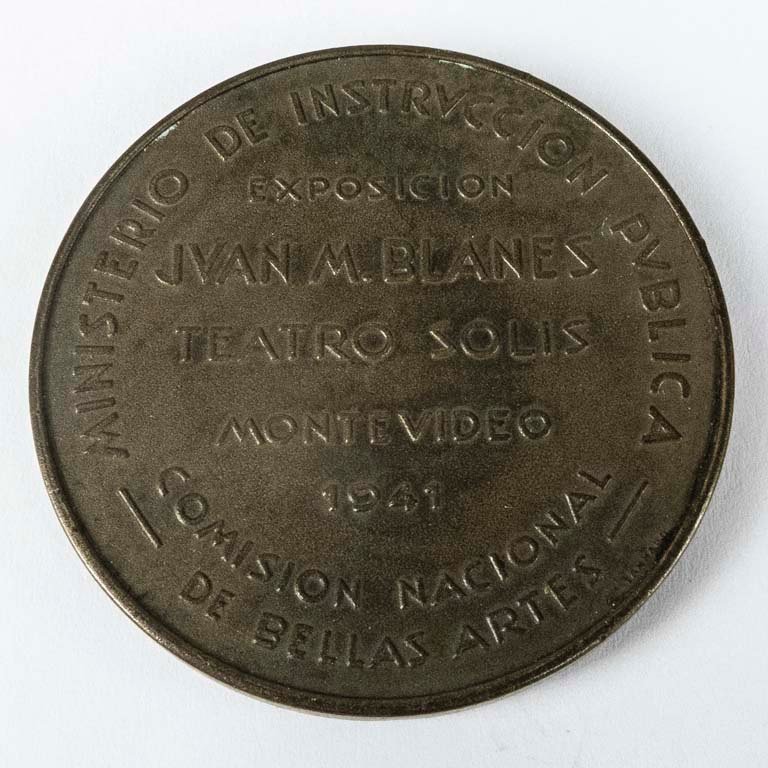 MINISTERIO DE INSTRVCCION PVBLICA
EXPOSICION
JVAN M. BLANES
TEATRO SOLIS
MONTEVIDEO
1941
COMISION NACIONAL
DE BELLAS ARTES